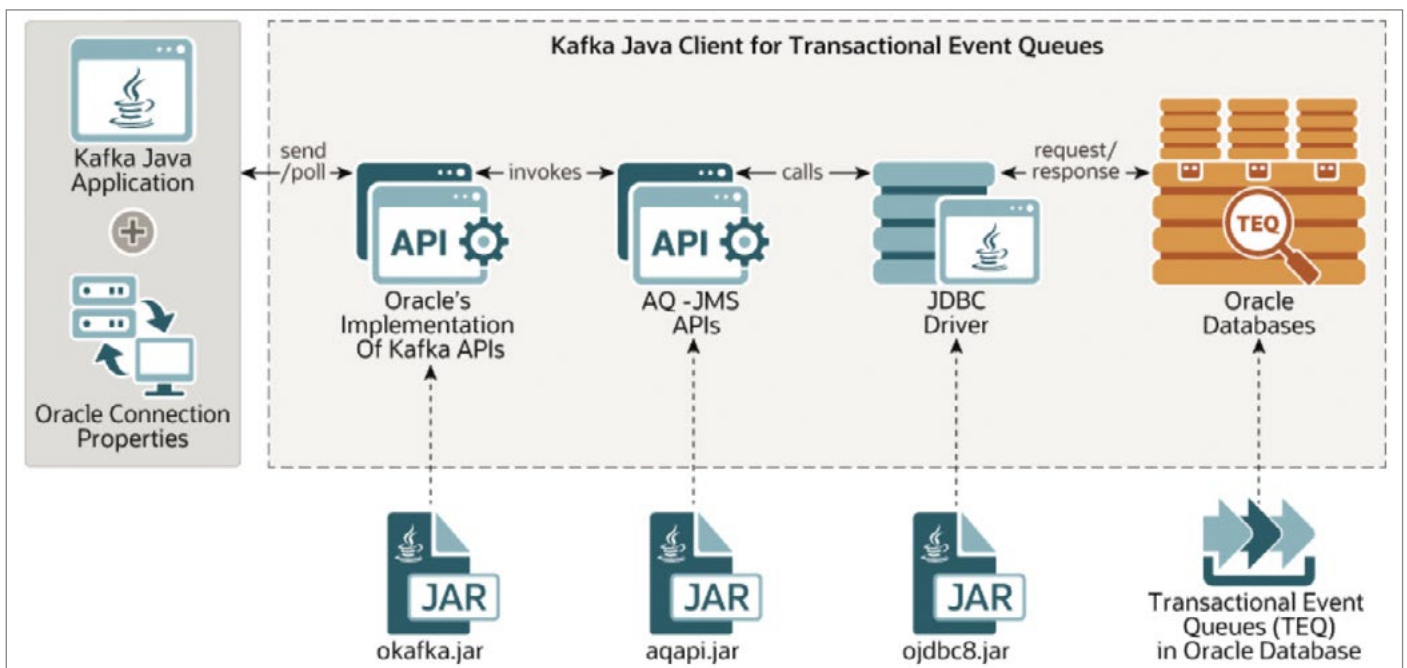 Kafka Java Client for Transactional Event Queues
Kafka Java
Application
Oracle Connection
Properties
send
/poll
invokes
calls
request/
response
API
API
TEQ
Oracle's
Implementation
Of Kafka APIs
AQ -JMS
APIs
JDBC
Driver
Oracle
Databases
JAR
JAR
JAR
okafka.jar
aqapi.jar
ojdbc8.jar
Transactional Event
Queues (TEQ)
in Oracle Database